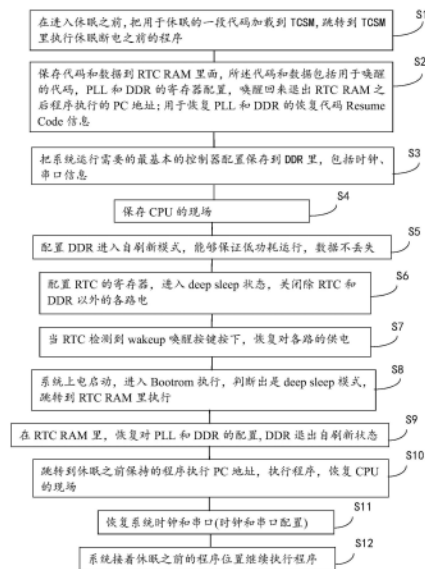 S1
在进入休眠之前,把用于休眠的一段代码加载到 TCSM,跳转到 TCSM
里执行休眠断电之前的程序
S2
保存代码和数据到 RTC RAM 里面,所述代码和数据包括用于唤醒
的代码,PLL 和 DDR 的寄存器配置,唤醒回来退出 RTC RAM 之
后程序执行的 PC 地址;用于恢复 PLL 和 DDR 的恢复代码 Resume
Code 信息
S3
把系统运行需要的最基本的控制器配置保存到 DDR 里,包括时钟、
串口信息
S4
保存 CPU 的现场
S5
配置 DDR 进入自刷新模式,能够保证低功耗运行,数据不丢失
S6
配置 RTC 的寄存器,进入 deep sleep 状态,关闭除 RTC 和
DDR 以外的各路电
S7
当 RTC 检测到 wakeup 唤醒按键按下,恢复对各路的供电
S8
系统上电启动,进入 Bootrom 执行,判断出是 deep sleep 模式,
跳转到 RTC RAM 里执行
S9
在 RTC RAM 里,恢复对 PLL 和 DDR 的配置,DDR 退出自刷新状态
S10
跳转到休眠之前保持的程序执行 PC 地址,执行程序,恢复 CPU
的现场
S11
恢复系统时钟和串口(时钟和串口配置)
S12
系统接着休眠之前的程序位置继续执行程序